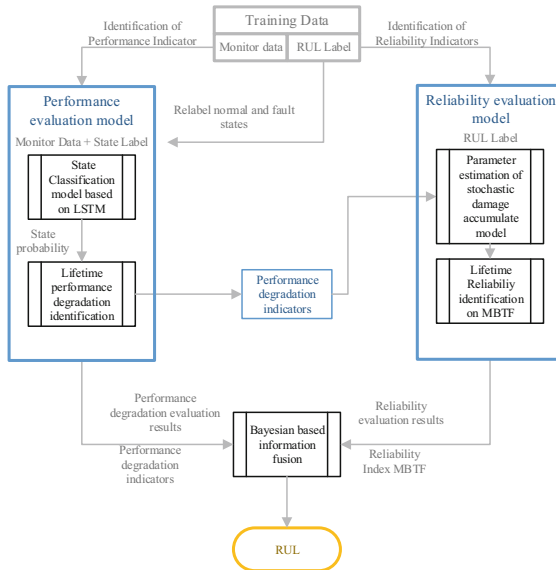 Training Data
Monitor data
RUL Label
Identification of
Performance Indicator
Identification of
Reliability Indicators
Relabel normal and fault
states
Performance
evaluation model
Monitor Data + State Label
State
Classification
model based
on LSTM
State
probability
Lifetime
performance
degradation
identification
Performance
degradation
indicators
Reliability evaluation
model
RUL Label
Parameter
estimation of
stochastic
damage
accumulate
model
Lifetime
Reliabiliy
identification
on MBTF
Performance
degradation evaluation
results
Performance
degradation
indicators
Bayesian based
information
fusion
Reliability
evaluation results
Reliability
Index MBTF
RUL